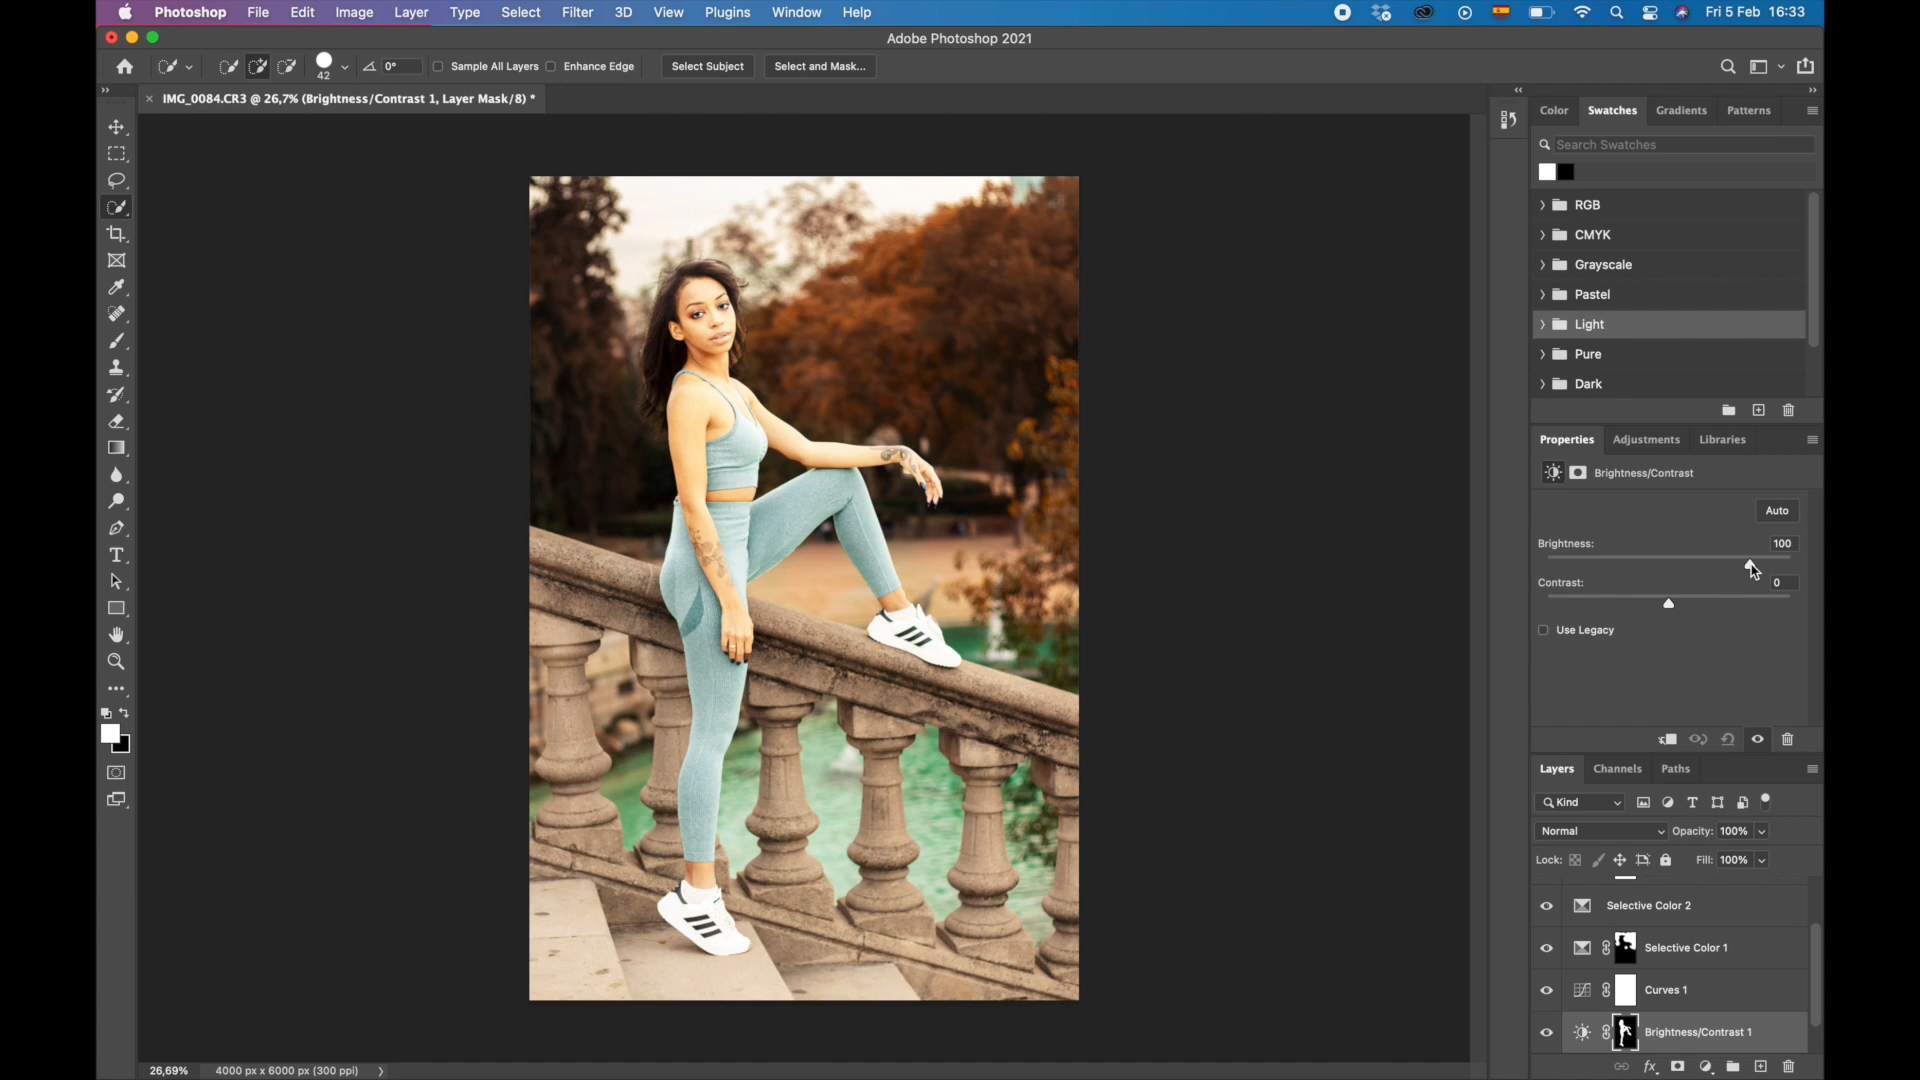 Photoshop File Edit Image Layer Type Select Filter 3D View Plugins Window Help Fri 5 Feb 16:33
Adobe Photoshop 2021
42 0° Sample All Layers Enhance Edge Select Subject Select and Mask...
IMG_0084.CR3 @ 26,7% (Brightness/Contrast 1, Layer Mask/8) *
Color Swatches Gradients Patterns
Search Swatches
RGB
CMYK
Grayscale
Pastel
Light
Pure
Dark
Properties Adjustments Libraries
Brightness/Contrast
Auto
Brightness: 100
Contrast: 0
Use Legacy
Layers Channels Paths
Kind
Normal Opacity: 100%
Lock: Fill: 100%
Selective Color 2
Selective Color 1
Curves 1
Brightness/Contrast 1
26,69% 4000 px x 6000 px (300 ppi)